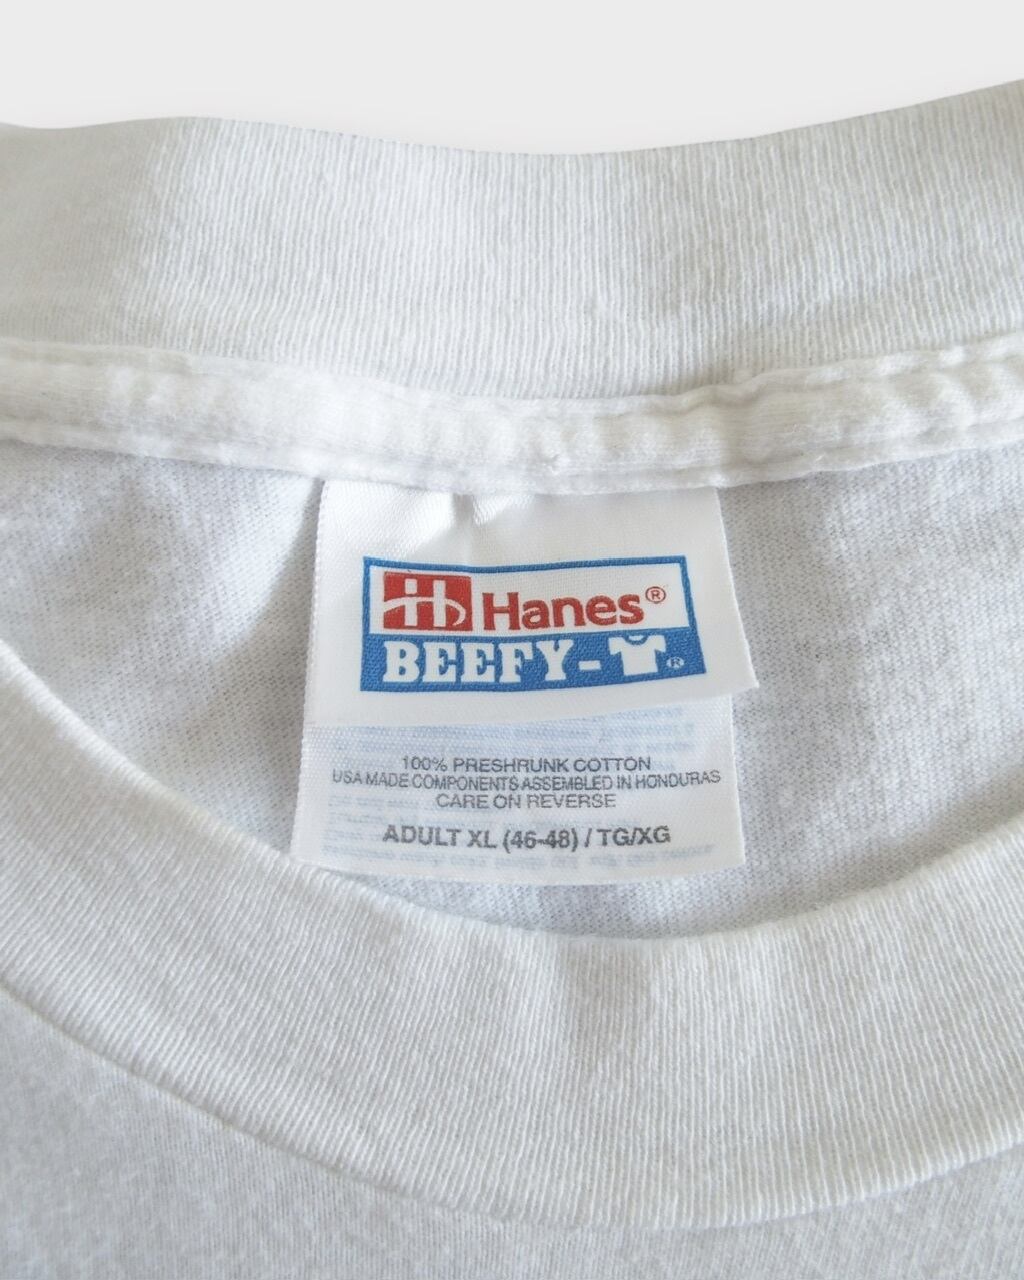 Hanes®
BEEFY-T®
100% PRESHRUNK COTTON
USA MADE COMPONENTS ASSEMBLED IN HONDURAS
CARE ON REVERSE
ADULT XL (46-48) / TG/XG